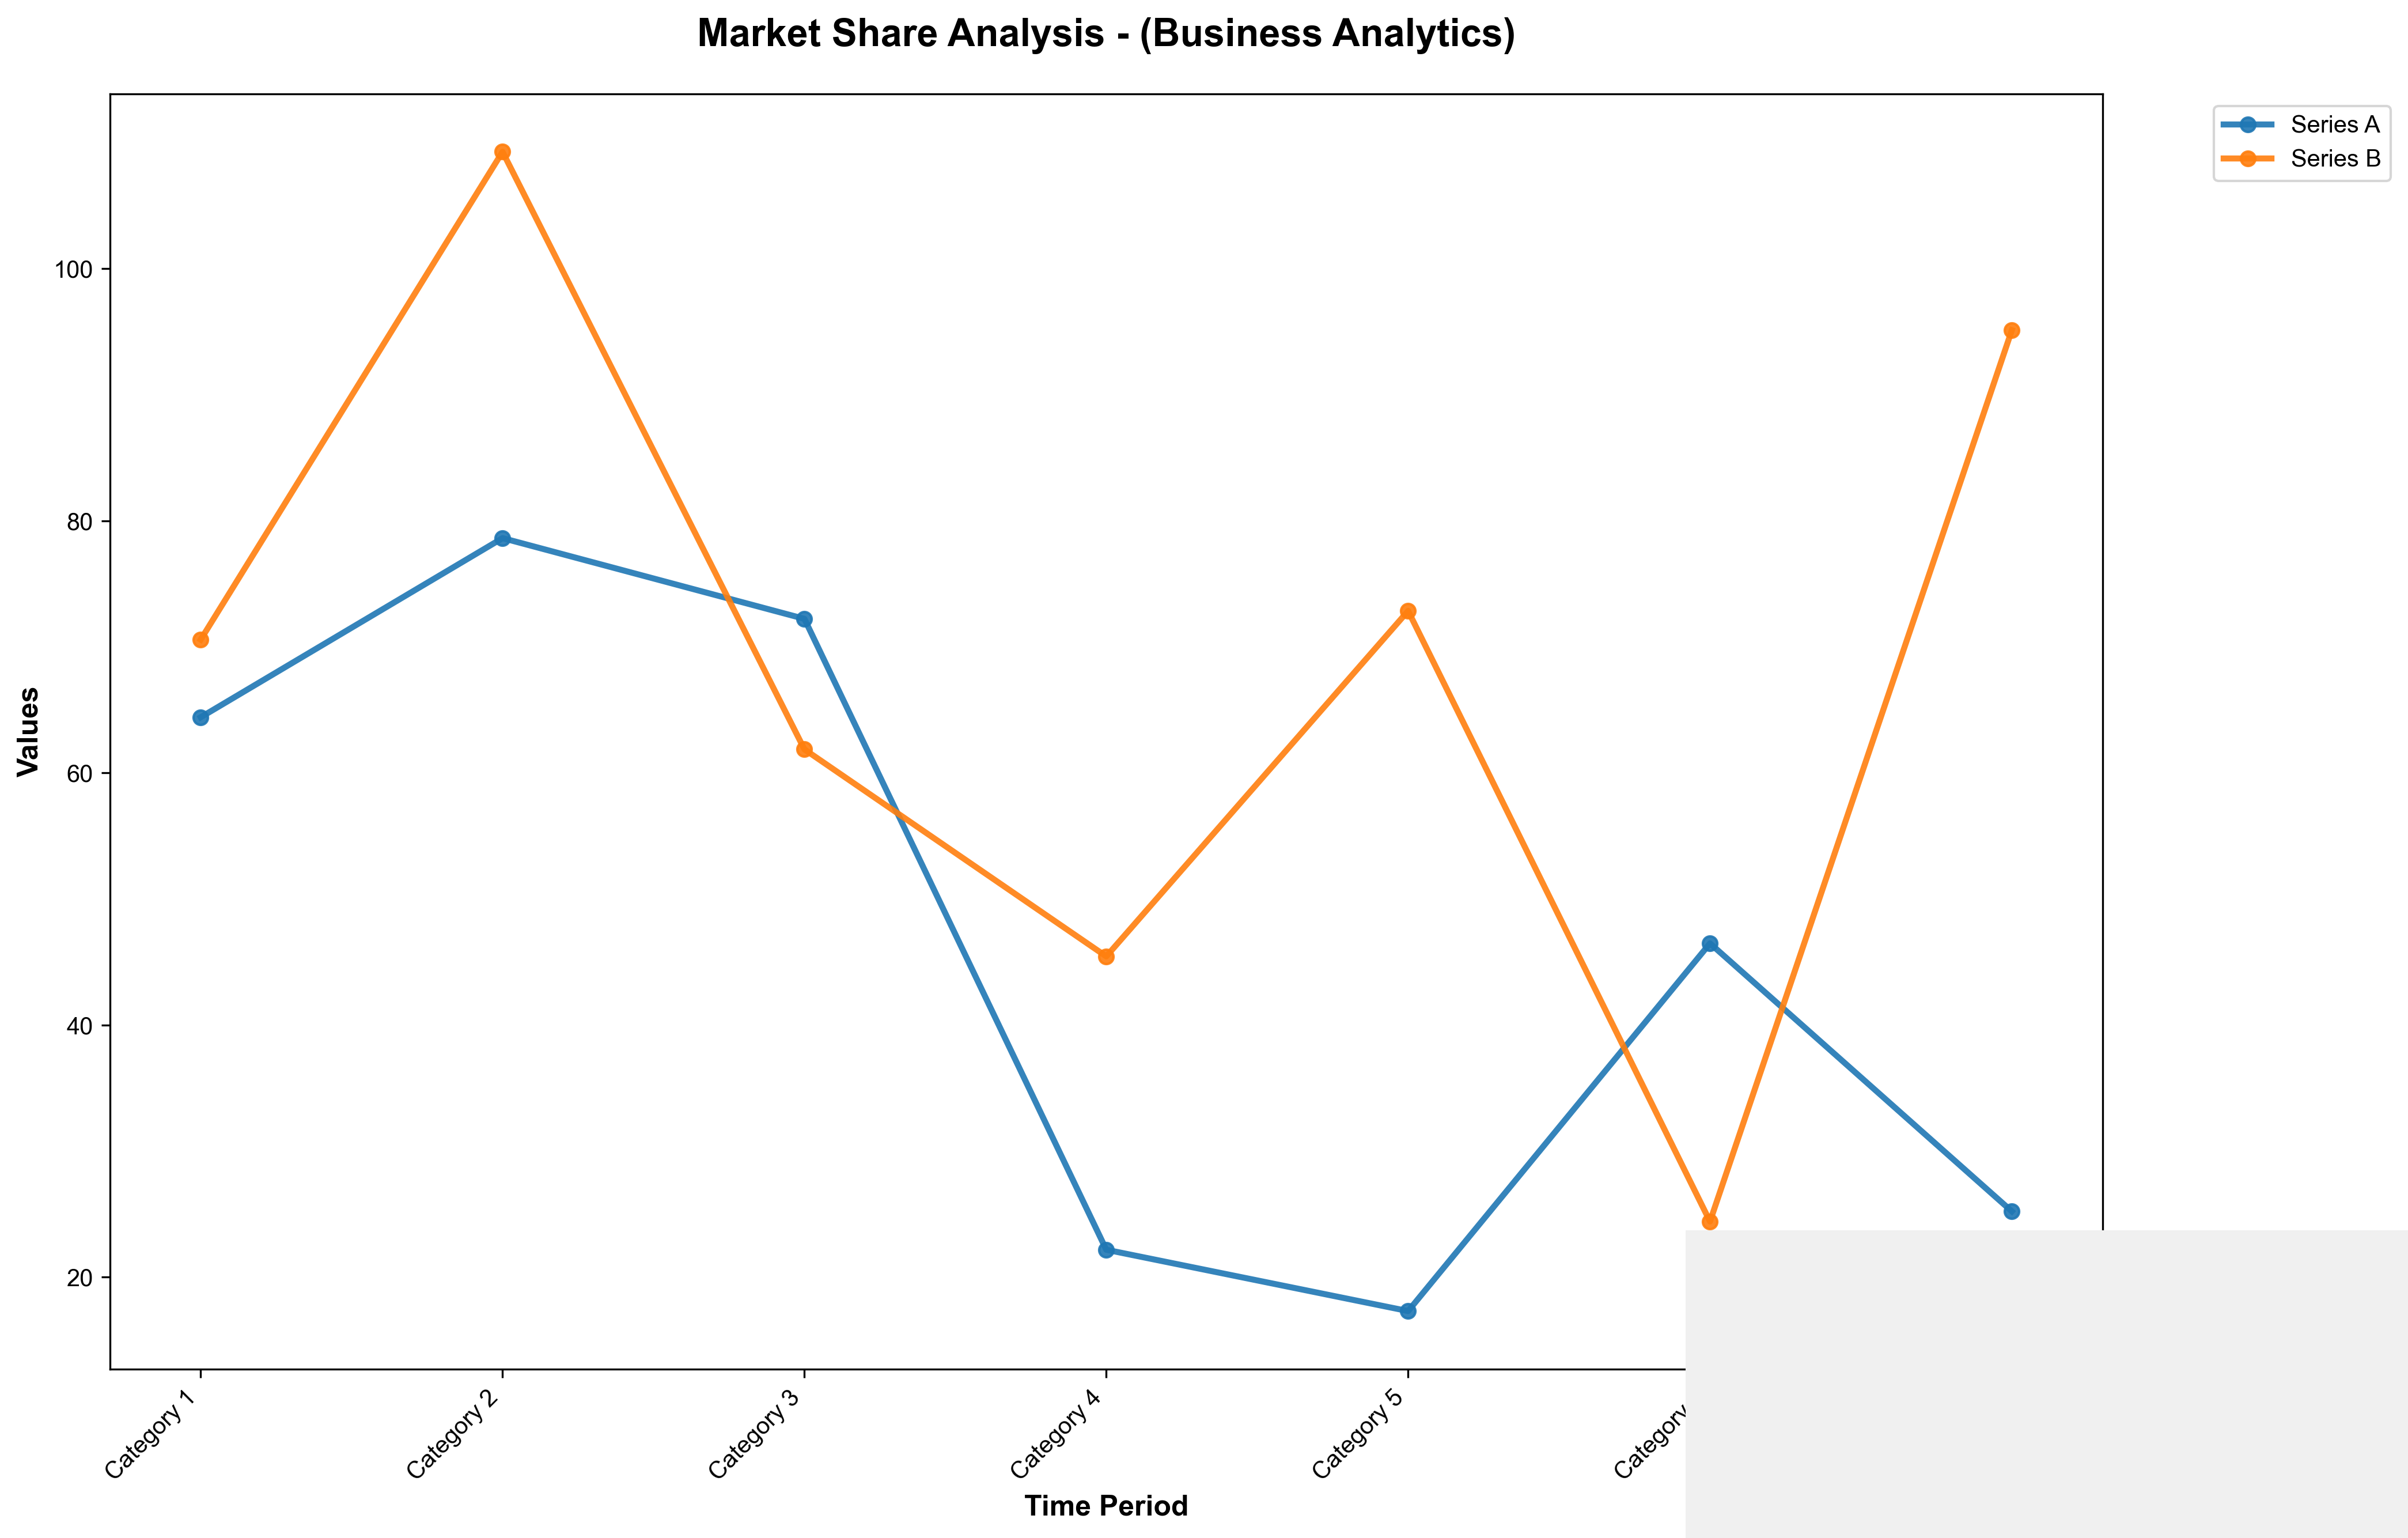 Market Share Analysis - (Business Analytics)
Series A
Series B
Values
100
80
60
40
20
Category 1
Category 2
Category 3
Category 4
Category 5
Category
Time Period